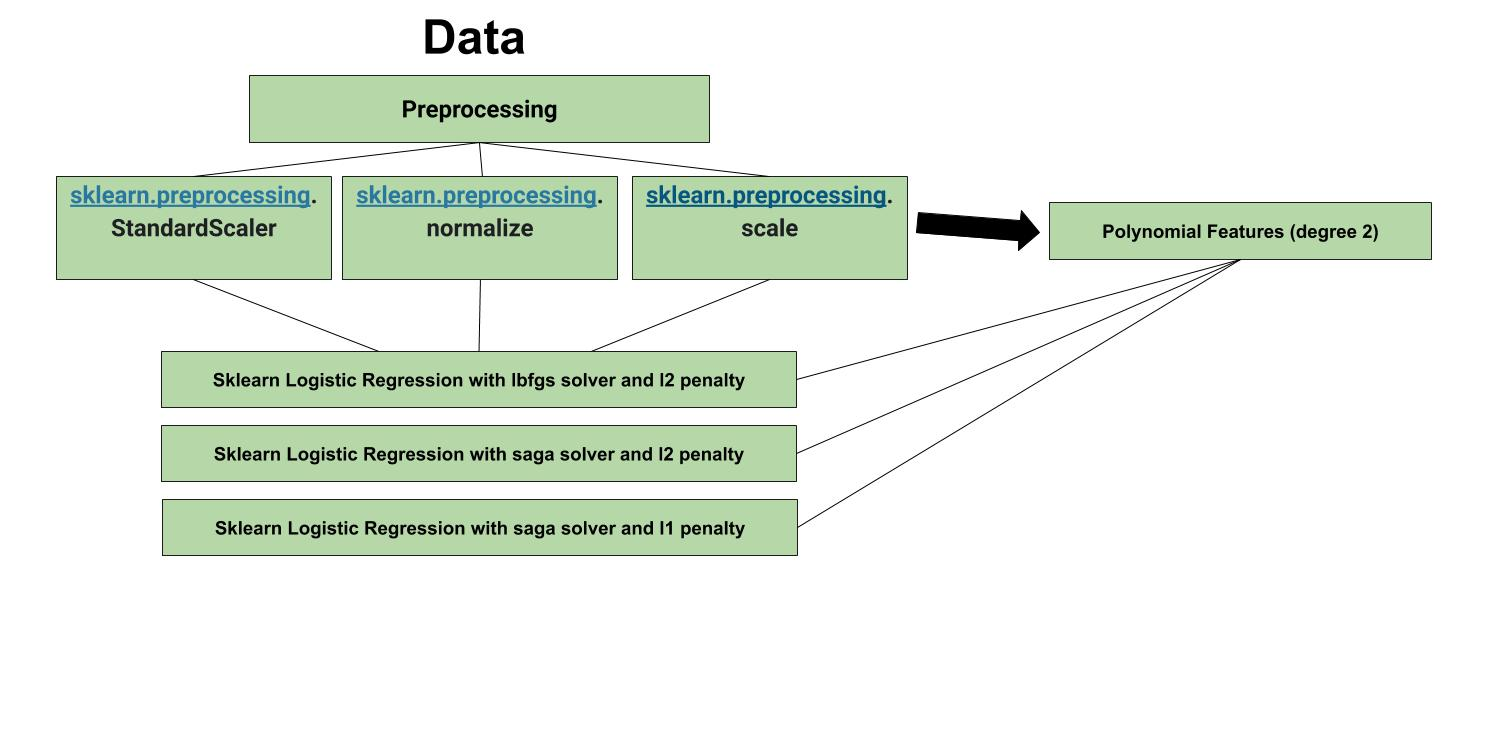 Data
Preprocessing
sklearn.preprocessing.
StandardScaler
sklearn.preprocessing.
normalize
sklearn.preprocessing.
scale
Polynomial Features (degree 2)
Sklearn Logistic Regression with lbfgs solver and l2 penalty
Sklearn Logistic Regression with saga solver and l2 penalty
Sklearn Logistic Regression with saga solver and l1 penalty